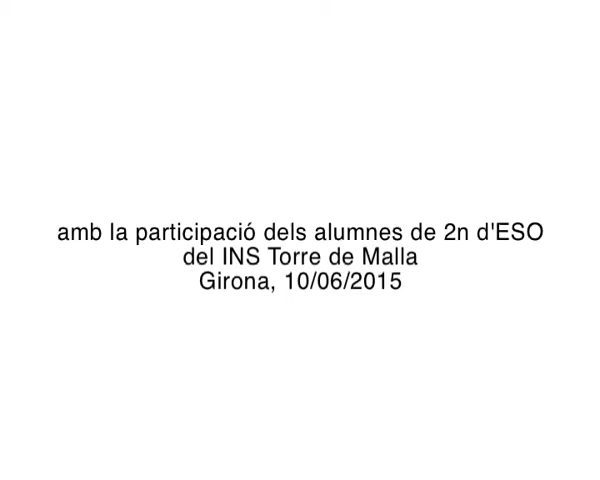 amb la participació dels alumnes de 2n d'ESO
del INS Torre de Malla
Girona, 10/06/2015